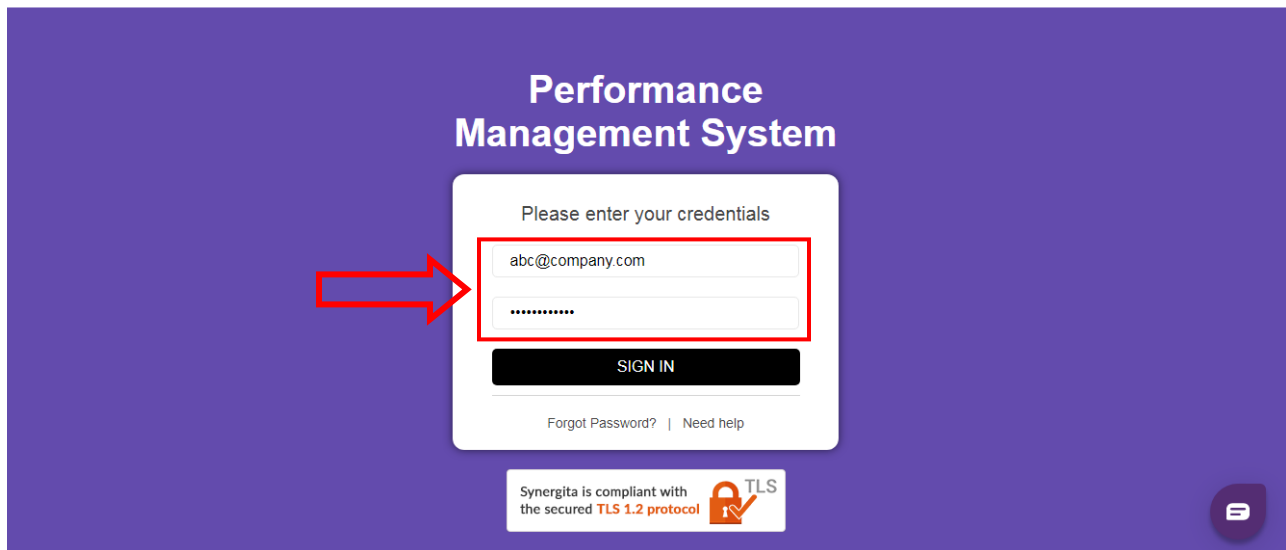 Performance
Management System
Please enter your credentials
abc@company.com
••••••••••••
SIGN IN
Forgot Password? | Need help
Synergita is compliant with
the secured TLS 1.2 protocol
TLS